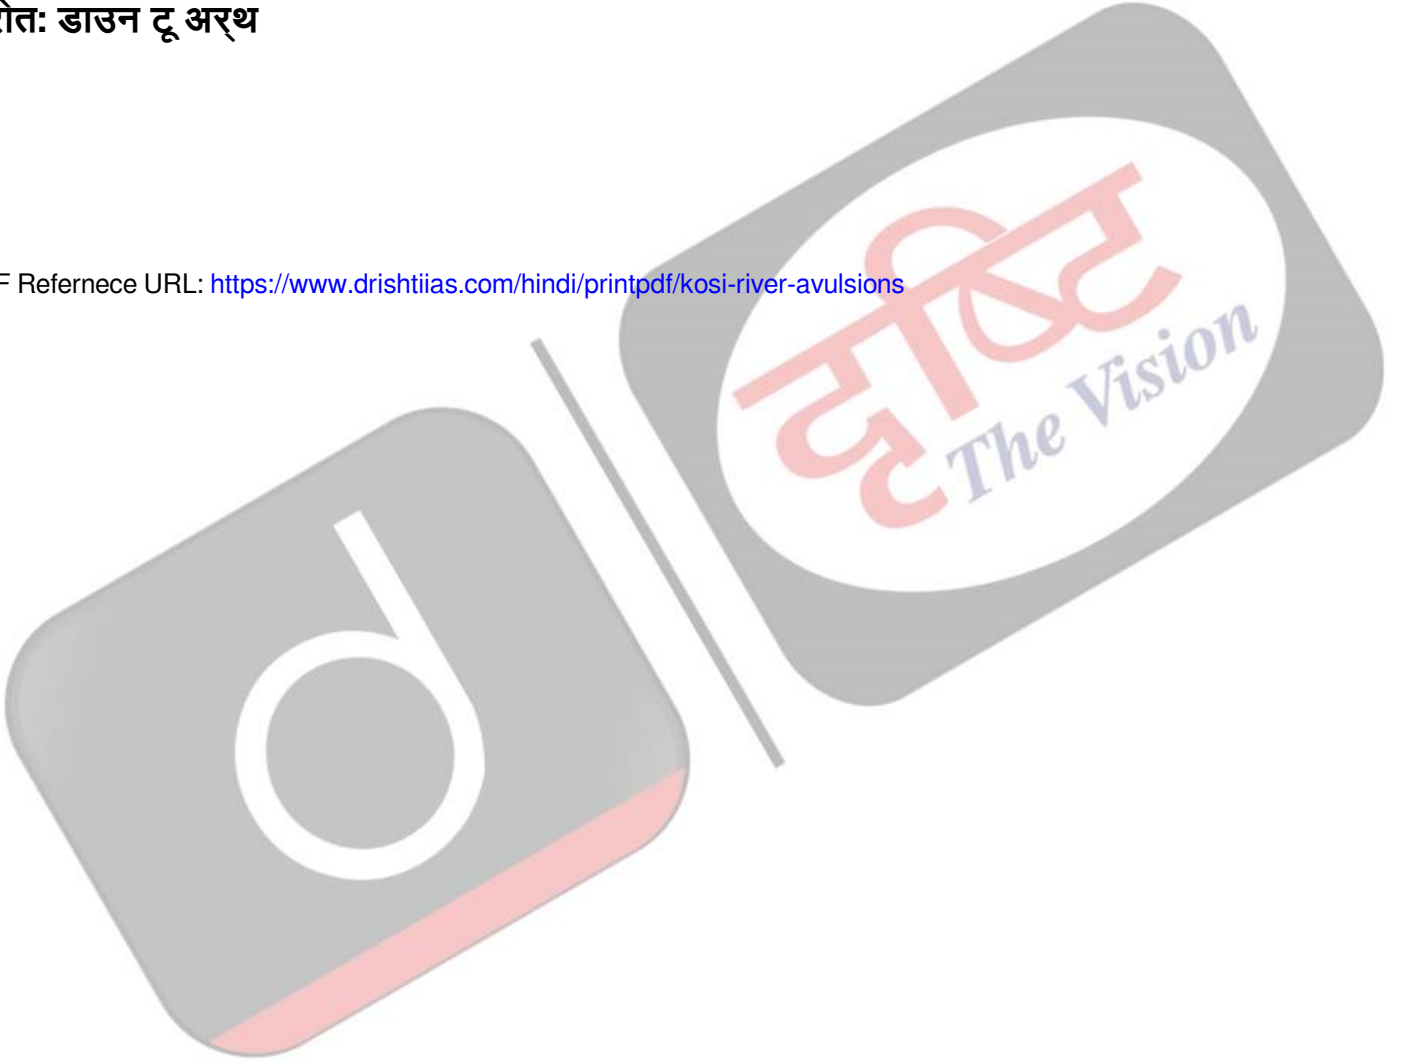 रोत: डाउन टू अर्थ
F Refernece URL: https://www.drishtiias.com/hindi/printpdf/kosi-river-avulsions
दृष्टि
The Vision
d